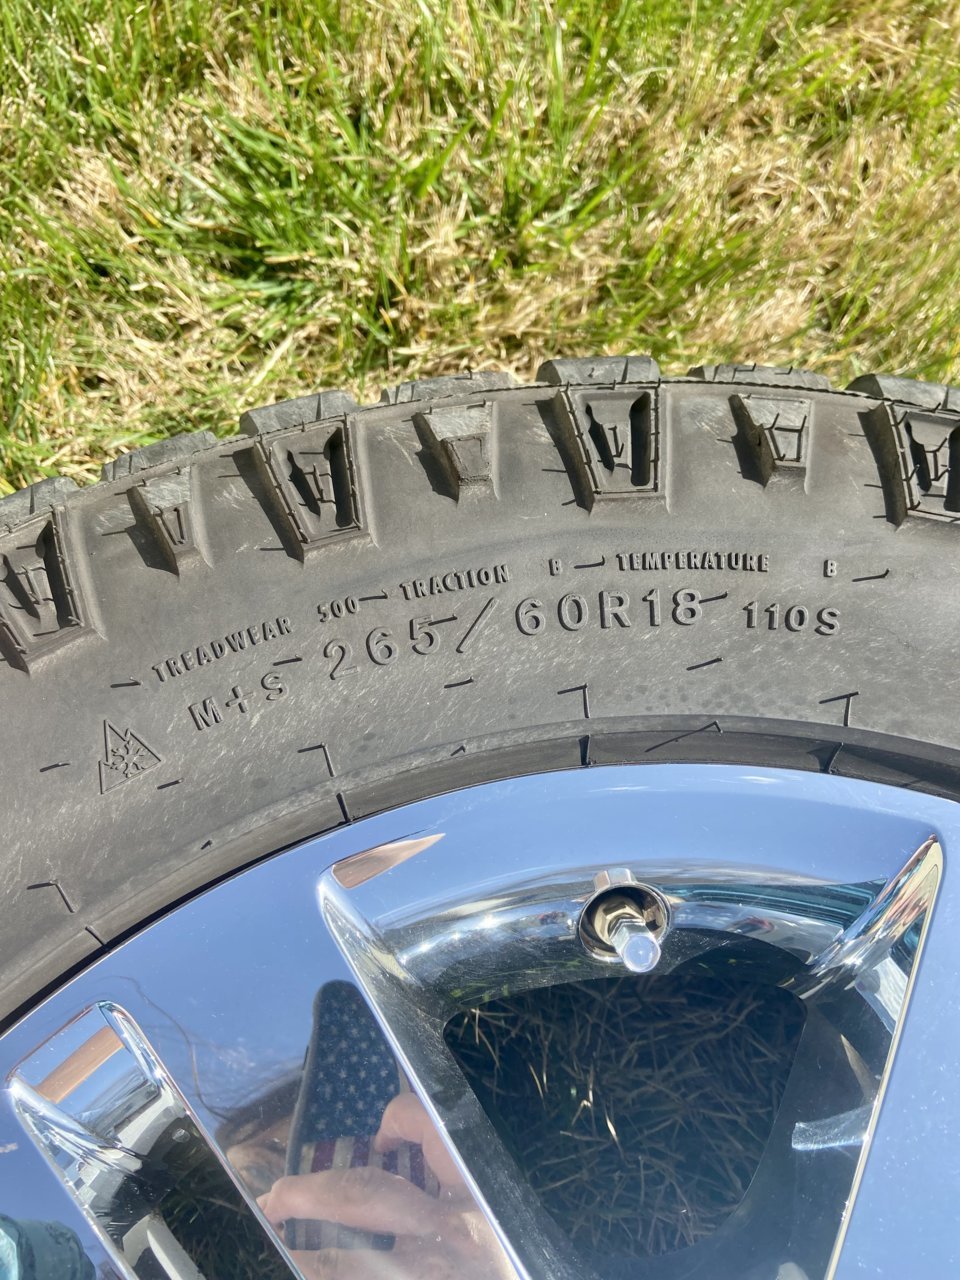 TREADWEAR 500 TRACTION B TEMPERATURE B
M+S 265/60R18 110S